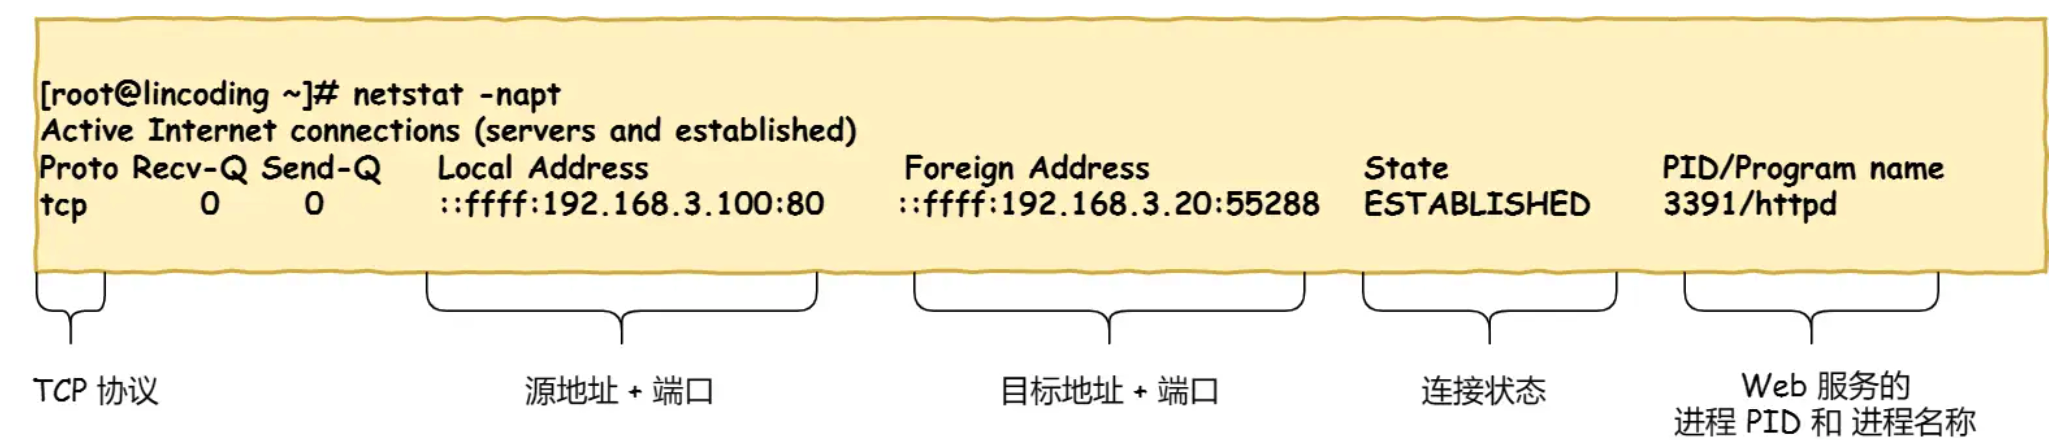 [root@lincoding ~]# netstat -napt
Active Internet connections (servers and established)
Proto Recv-Q Send-Q Local Address Foreign Address State PID/Program name
tcp 0 0 ::ffff:192.168.3.100:80 ::ffff:192.168.3.20:55288 ESTABLISHED 3391/httpd
TCP 协议
源地址 + 端口
目标地址 + 端口
连接状态
Web 服务的
进程 PID 和 进程名称